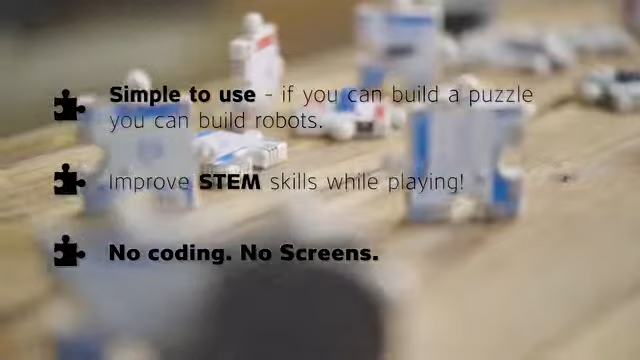 Simple to use - if you can build a puzzle
you can build robots.
Improve STEM skills while playing!
No coding. No Screens.